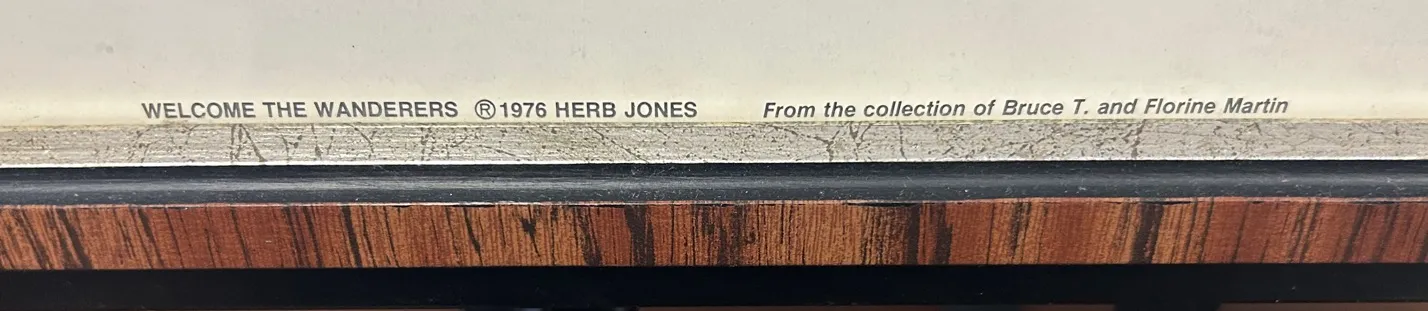 WELCOME THE WANDERERS ®1976 HERB JONES From the collection of Bruce T. and Florine Martin